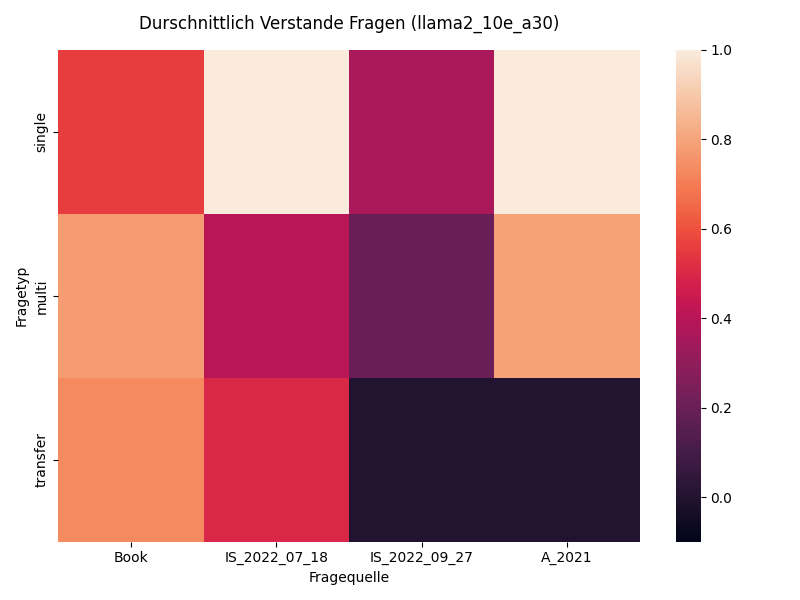 Durschnittlich Verstande Fragen (llama2_10e_a30)
Fragetyp
single
multi
transfer
Book IS_2022_07_18 IS_2022_09_27 A_2021
Fragequelle
1.0
0.8
0.6
0.4
0.2
0.0